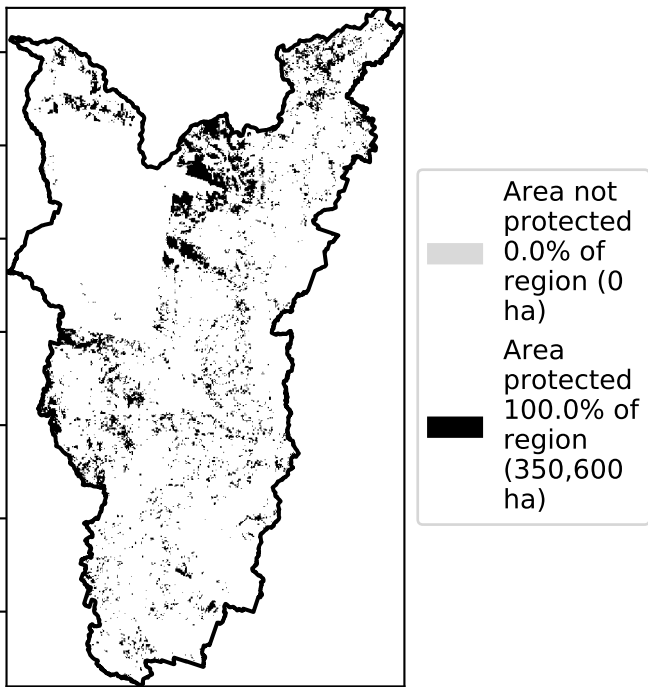 Area not
protected
0.0% of
region (0
ha)
Area
protected
100.0% of
region
(350,600
ha)